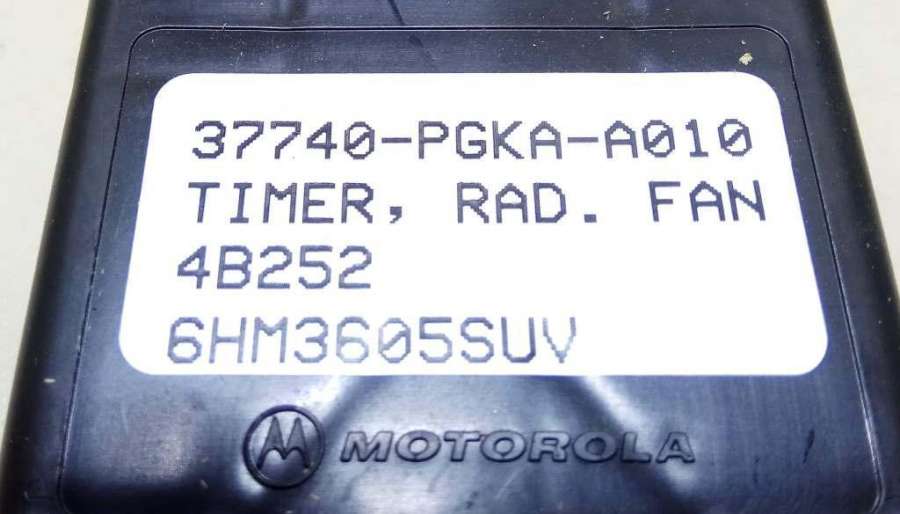 37740-PGKA-A010
TIMER, RAD. FAN
4B252
6HM3605SUV
MOTOROLA